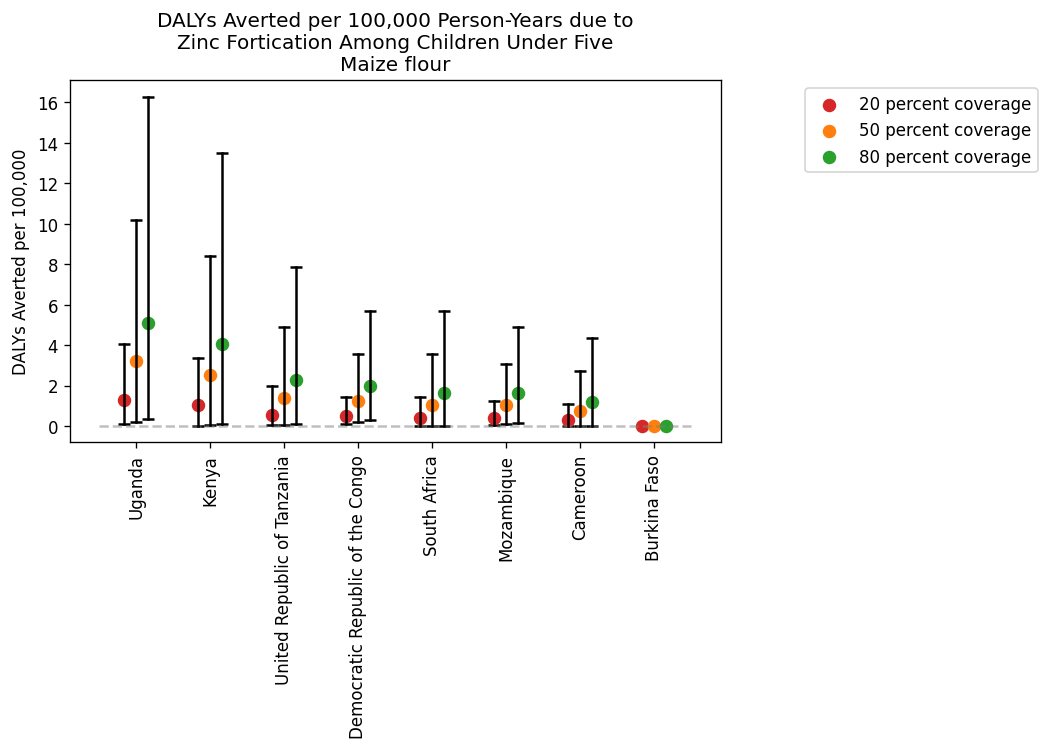 DALYs Averted per 100,000 Person-Years due to
Zinc Fortication Among Children Under Five
Maize flour
20 percent coverage
50 percent coverage
80 percent coverage
DALYs Averted per 100,000
16
14
12
10
8
6
4
2
0
Uganda
Kenya
United Republic of Tanzania
Democratic Republic of the Congo
South Africa
Mozambique
Cameroon
Burkina Faso